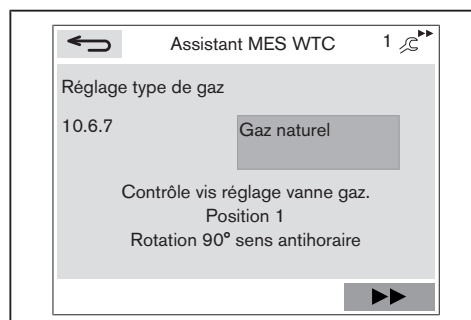 Assistant MES WTC 1
Réglage type de gaz
10.6.7 Gaz naturel
Contrôle vis réglage vanne gaz.
Position 1
Rotation 90° sens antihoraire